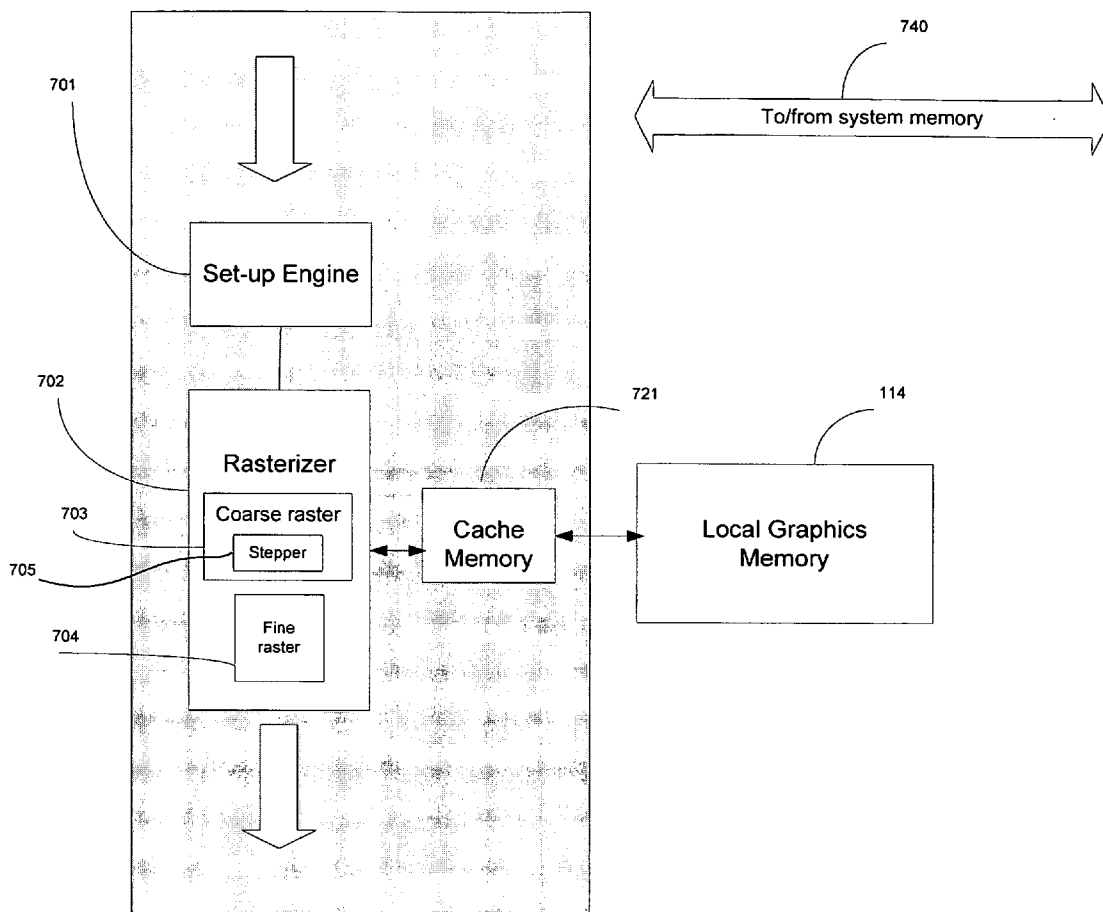 740
701
To/from system memory
Set-up Engine
702
721
114
Rasterizer
703
Coarse raster
Stepper
705
Cache
Memory
Local Graphics
Memory
704
Fine
raster